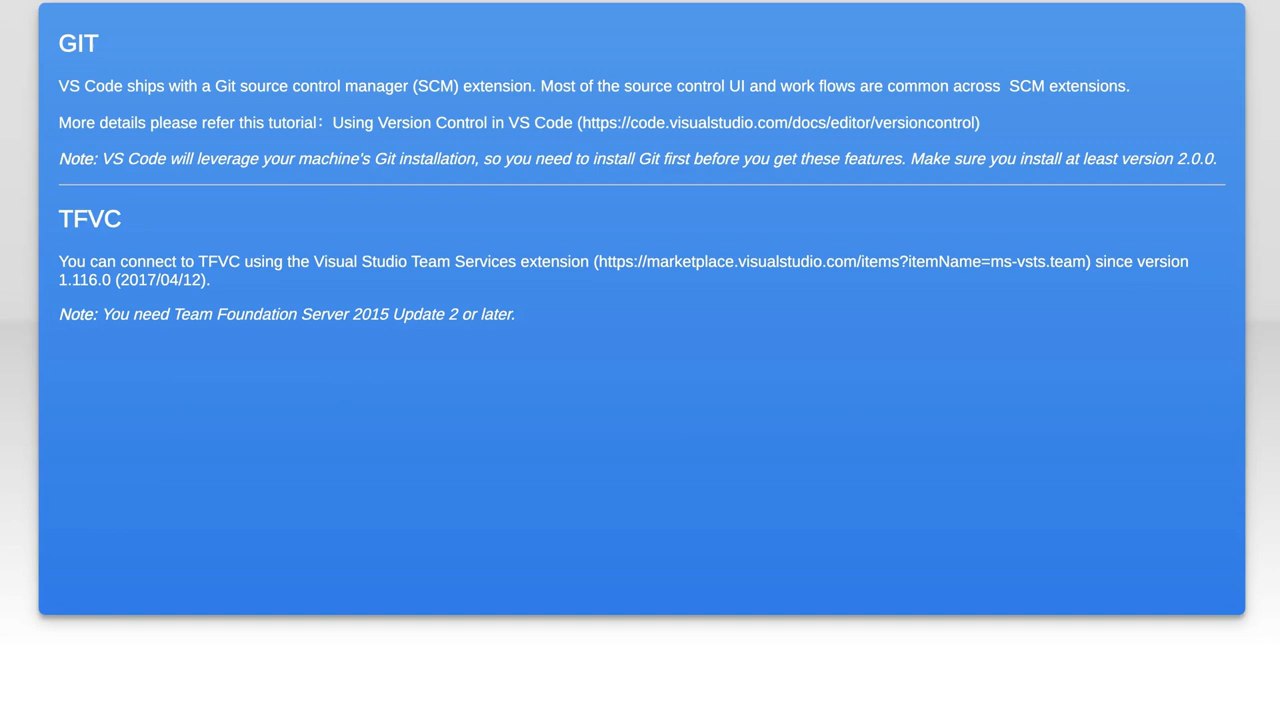 GIT
VS Code ships with a Git source control manager (SCM) extension. Most of the source control UI and work flows are common across  SCM extensions.
More details please refer this tutorial：Using Version Control in VS Code (https://code.visualstudio.com/docs/editor/versioncontrol)
Note: VS Code will leverage your machine's Git installation, so you need to install Git first before you get these features. Make sure you install at least version 2.0.0.
TFVC
You can connect to TFVC using the Visual Studio Team Services extension (https://marketplace.visualstudio.com/items?itemName=ms-vsts.team) since version
1.116.0 (2017/04/12).
Note: You need Team Foundation Server 2015 Update 2 or later.